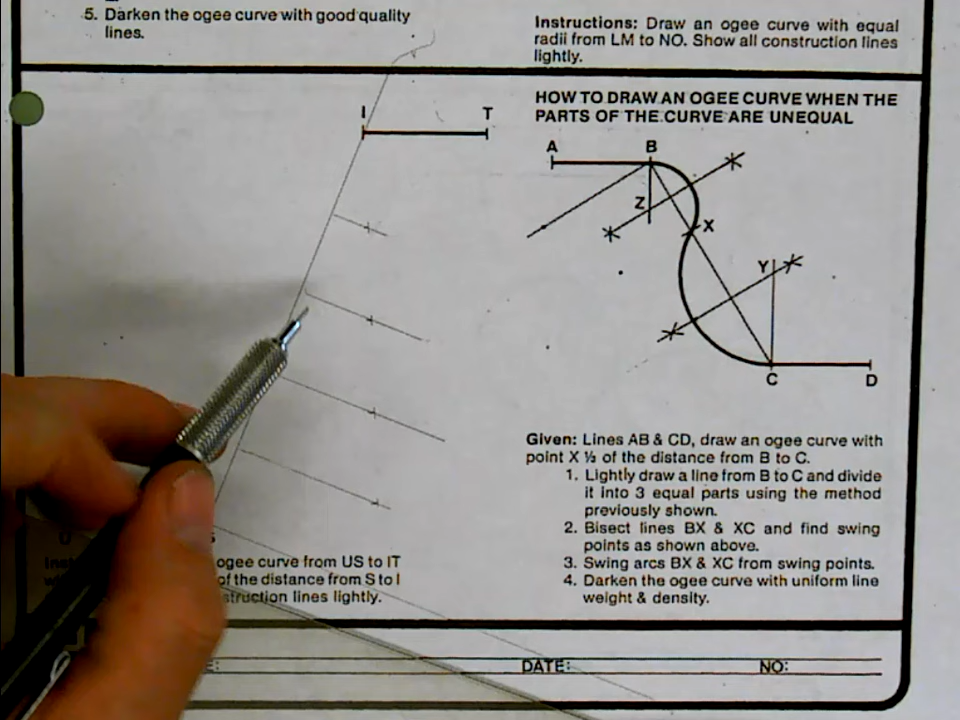 5. Darken the ogee curve with good quality
lines.
Instructions: Draw an ogee curve with equal
radii from LM to NO. Show all construction lines
lightly.
I T
HOW TO DRAW AN OGEE CURVE WHEN THE
PARTS OF THE CURVE ARE UNEQUAL
A B
Z X
Y
C D
Given: Lines AB & CD, draw an ogee curve with
point X ⅓ of the distance from B to C.
1. Lightly draw a line from B to C and divide
it into 3 equal parts using the method
previously shown.
2. Bisect lines BX & XC and find swing
points as shown above.
3. Swing arcs BX & XC from swing points.
4. Darken the ogee curve with uniform line
weight & density.
U S
ogee curve from US to IT
of the distance from S to I
lines lightly.
DATE: NO: